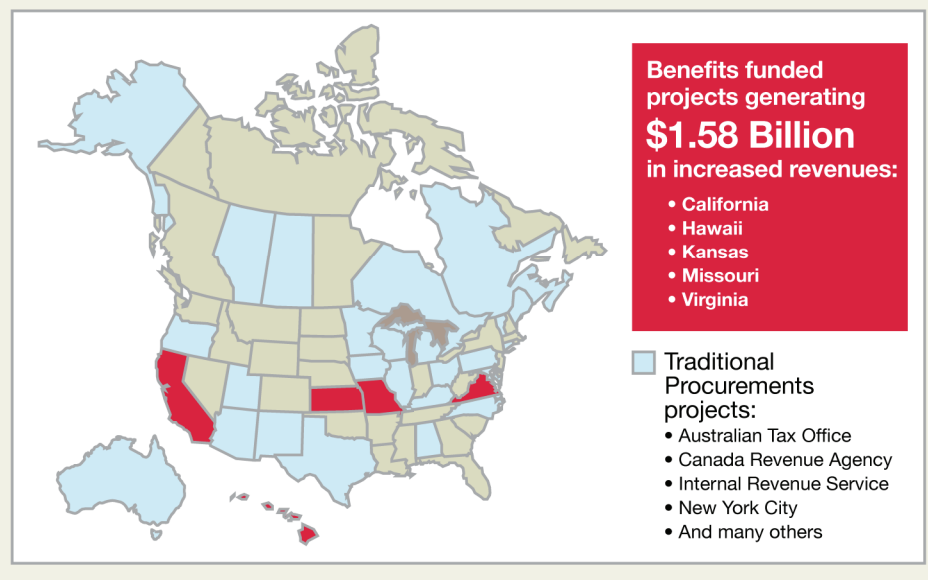 Benefits funded
projects generating
$1.58 Billion
in increased revenues:
• California
• Hawaii
• Kansas
• Missouri
• Virginia
Traditional
Procurements
projects:
• Australian Tax Office
• Canada Revenue Agency
• Internal Revenue Service
• New York City
• And many others